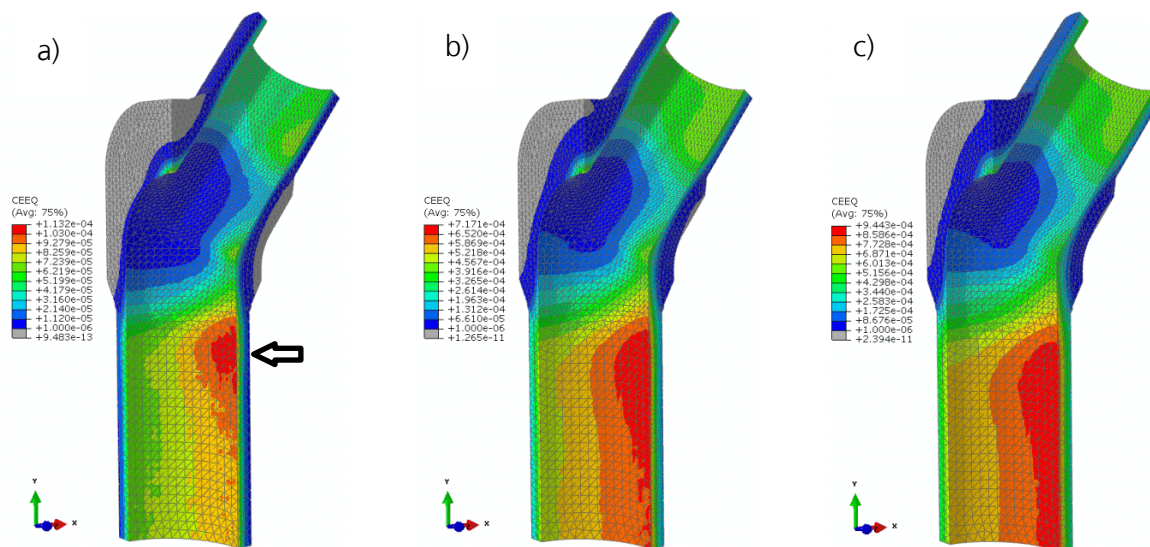 a)
CEEQ
(Avg: 75%)
+1.132e-04
+1.030e-04
+9.279e-05
+8.259e-05
+7.239e-05
+6.219e-05
+5.199e-05
+4.179e-05
+3.160e-05
+2.140e-05
+1.120e-05
+1.000e-06
+9.483e-13
Y
X
b)
CEEQ
(Avg: 75%)
+7.171e-04
+6.520e-04
+5.869e-04
+5.218e-04
+4.567e-04
+3.916e-04
+3.265e-04
+2.614e-04
+1.963e-04
+1.312e-04
+6.610e-05
+1.000e-06
+1.265e-11
Y
X
c)
CEEQ
(Avg: 75%)
+9.443e-04
+8.586e-04
+7.728e-04
+6.871e-04
+6.013e-04
+5.156e-04
+4.298e-04
+3.440e-04
+2.583e-04
+1.725e-04
+8.676e-05
+1.000e-06
+2.394e-11
Y
X